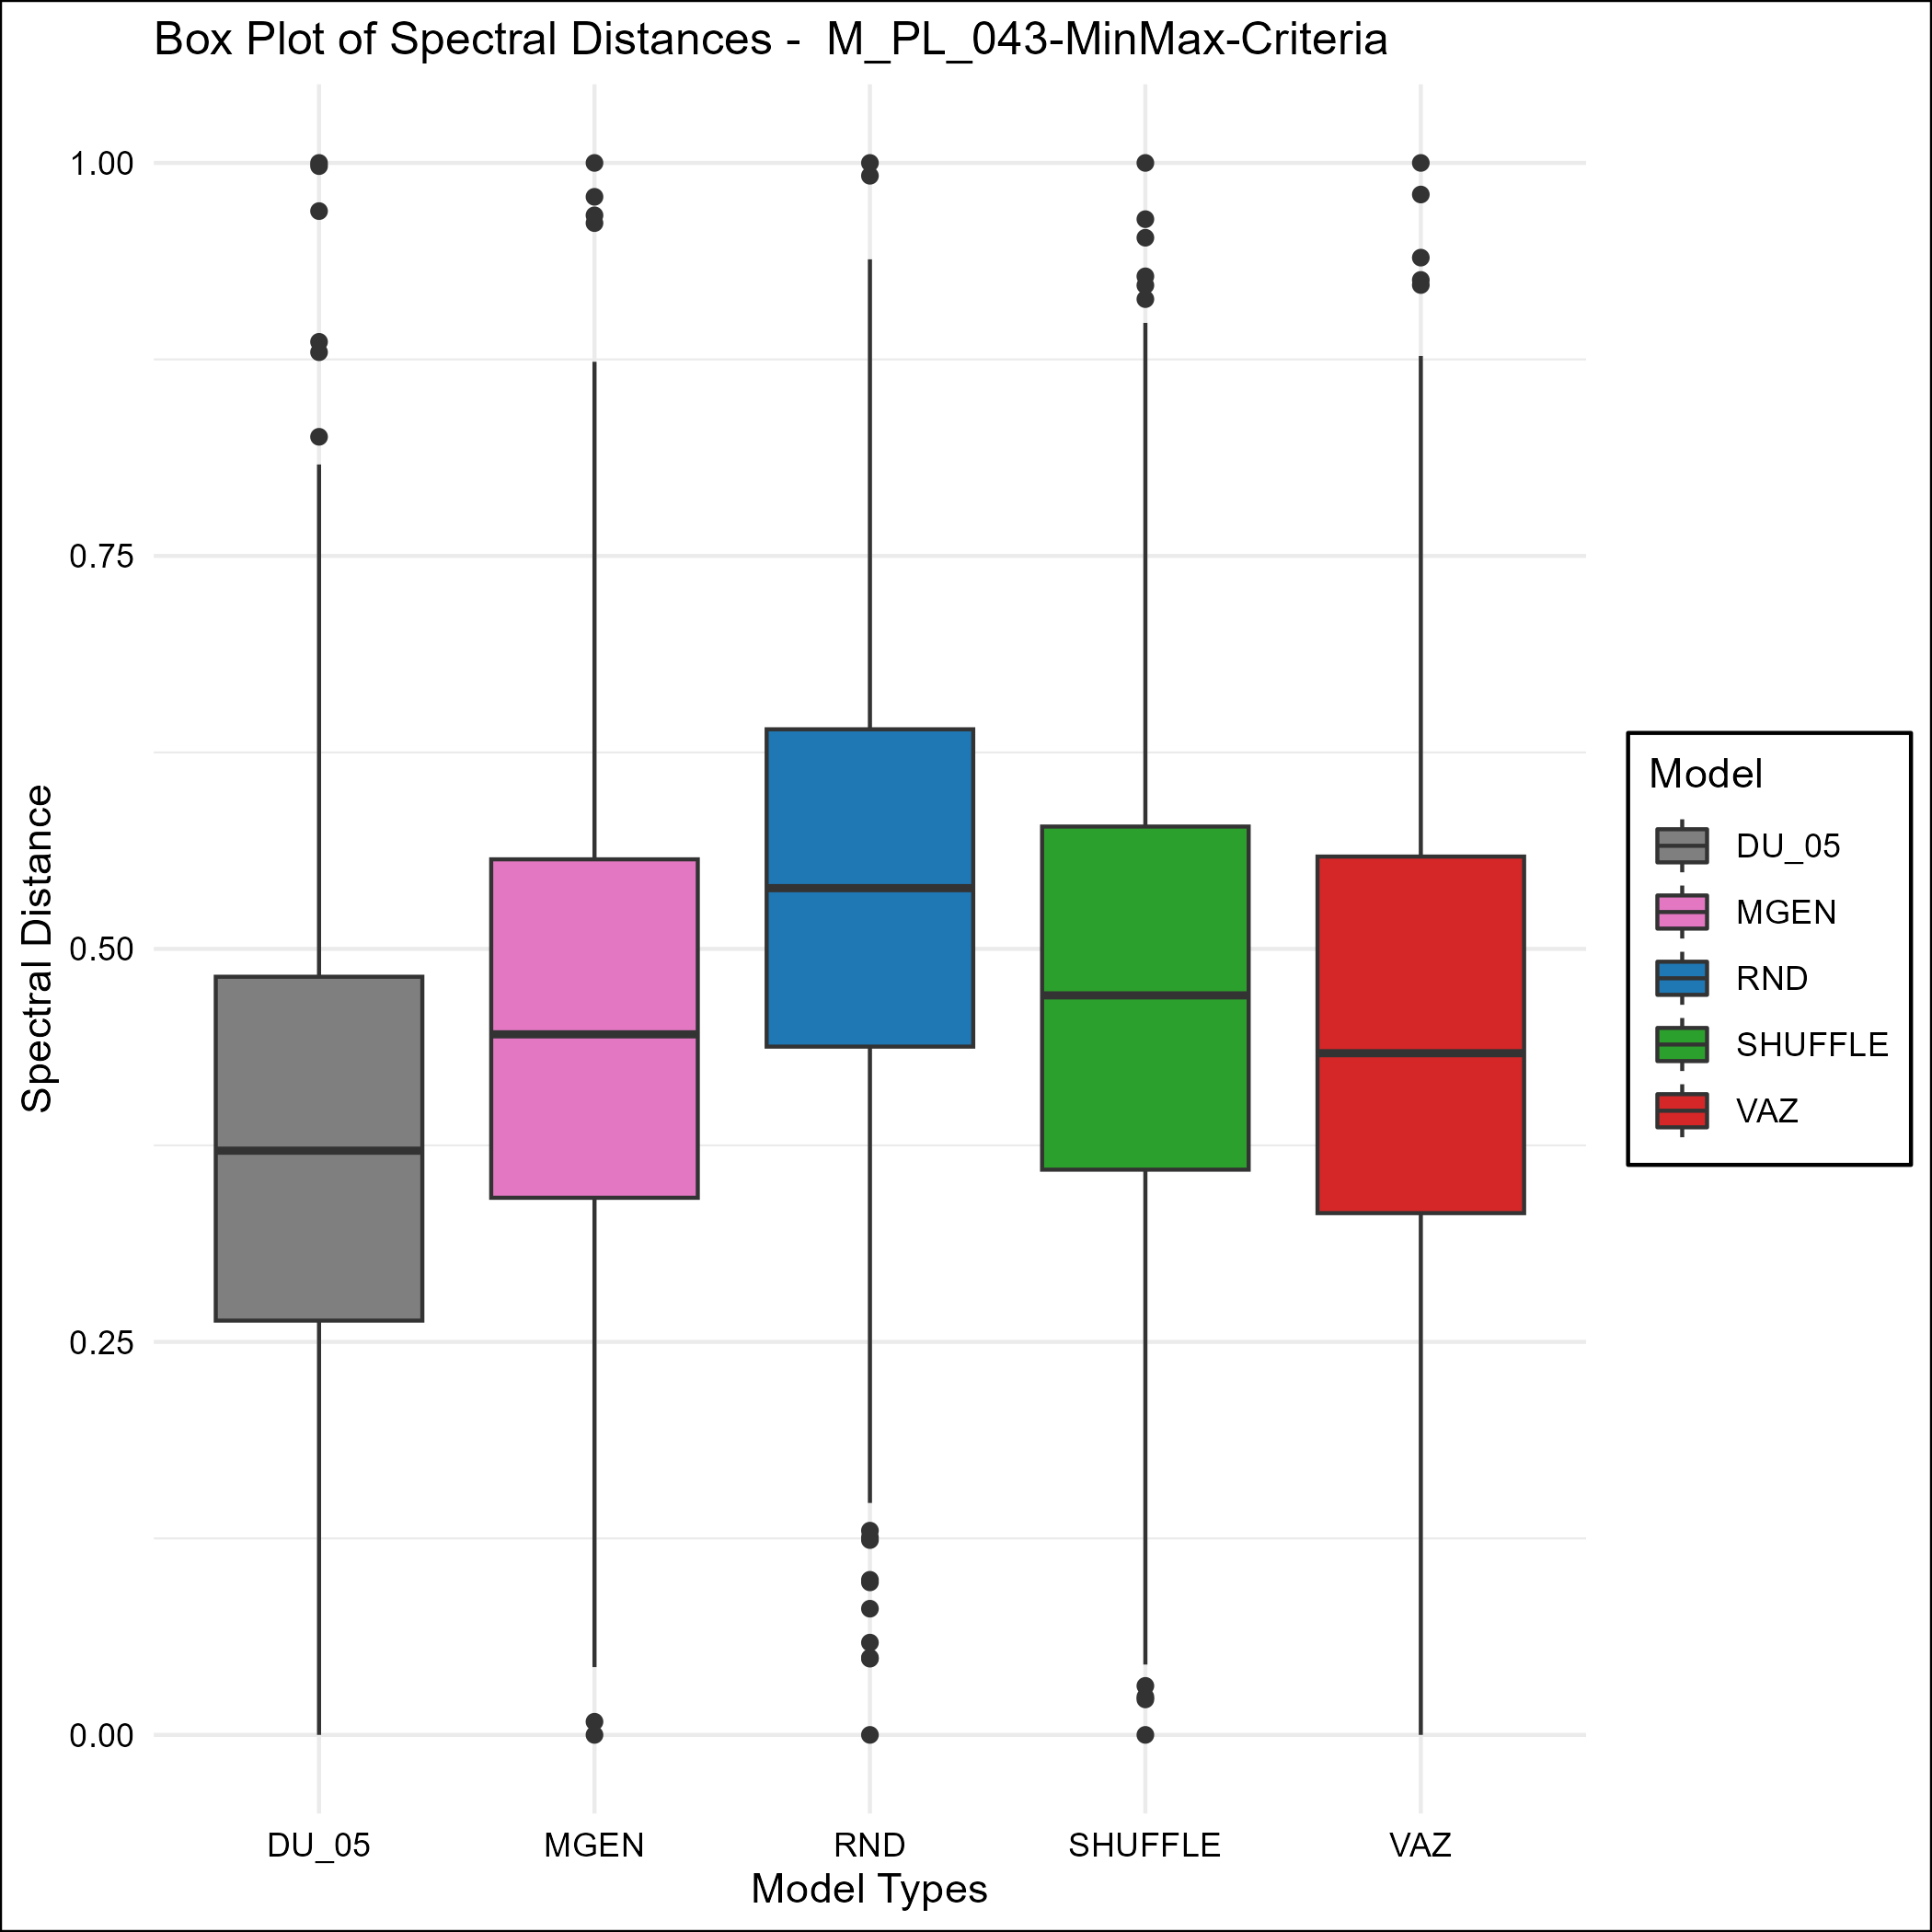 Box Plot of Spectral Distances -  M_PL_043-MinMax-Criteria
Spectral Distance
1.00
0.75
0.50
0.25
0.00
DU_05
MGEN
RND
SHUFFLE
VAZ
Model Types
Model
DU_05
MGEN
RND
SHUFFLE
VAZ